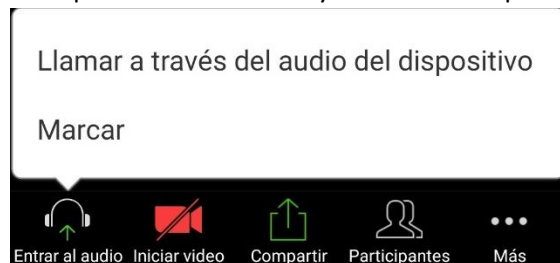 Llamar a través del audio del dispositivo
Marcar
Entrar al audio Iniciar video Compartir Participantes Más